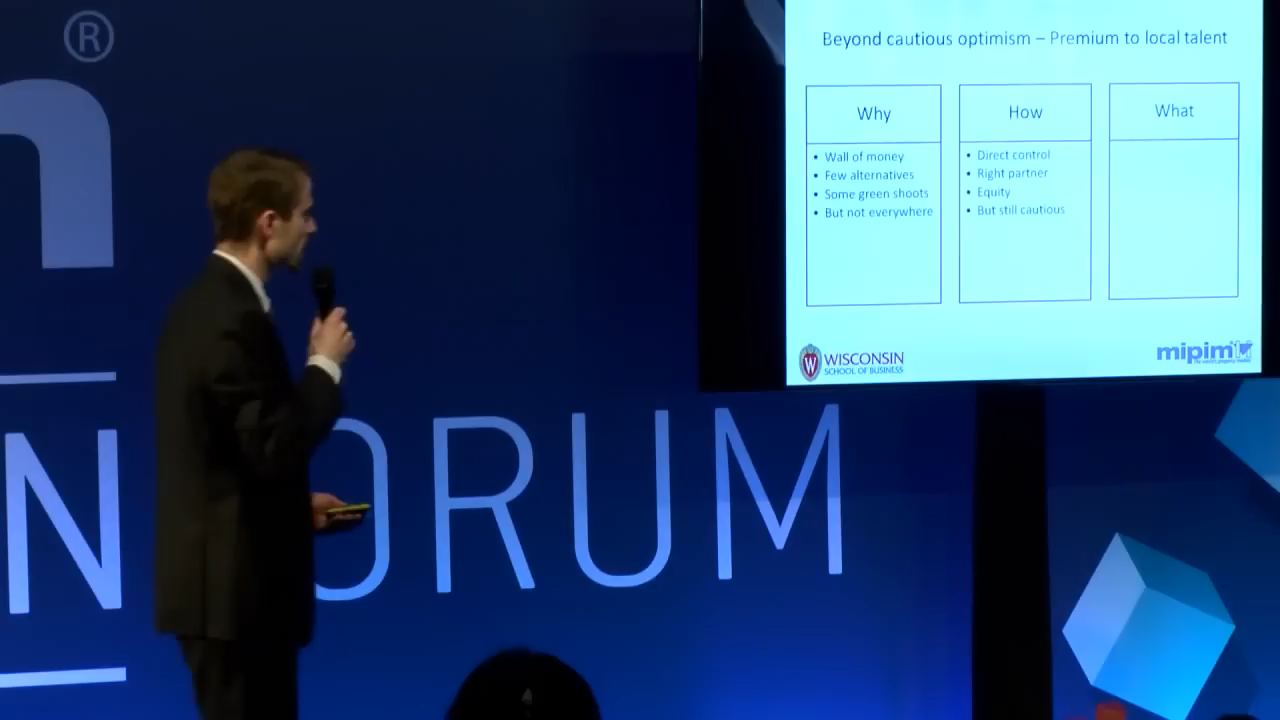 ®
n
N
FORUM
Beyond cautious optimism – Premium to local talent
Why
• Wall of money
• Few alternatives
• Some green shoots
• But not everywhere
How
• Direct control
• Right partner
• Equity
• But still cautious
What
W
WISCONSIN
SCHOOL OF BUSINESS
mipim